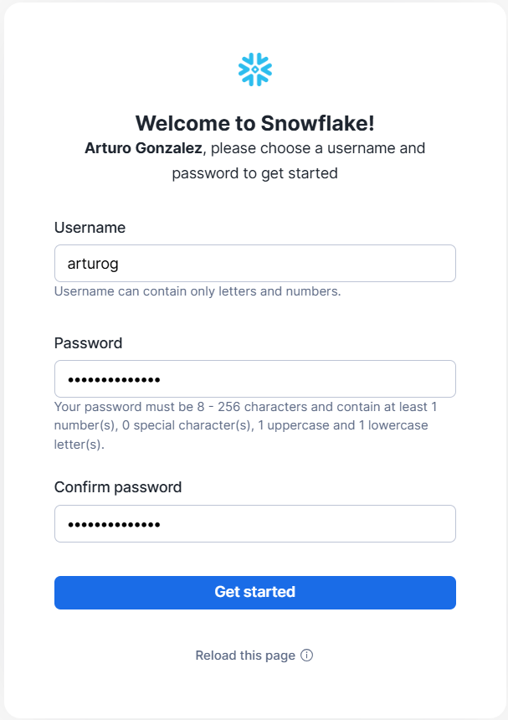 Welcome to Snowflake!
Arturo Gonzalez, please choose a username and
password to get started
Username
arturog
Username can contain only letters and numbers.
Password
••••••••••••••
Your password must be 8 - 256 characters and contain at least 1
number(s), 0 special character(s), 1 uppercase and 1 lowercase
letter(s).
Confirm password
••••••••••••••
Get started
Reload this page ⓘ